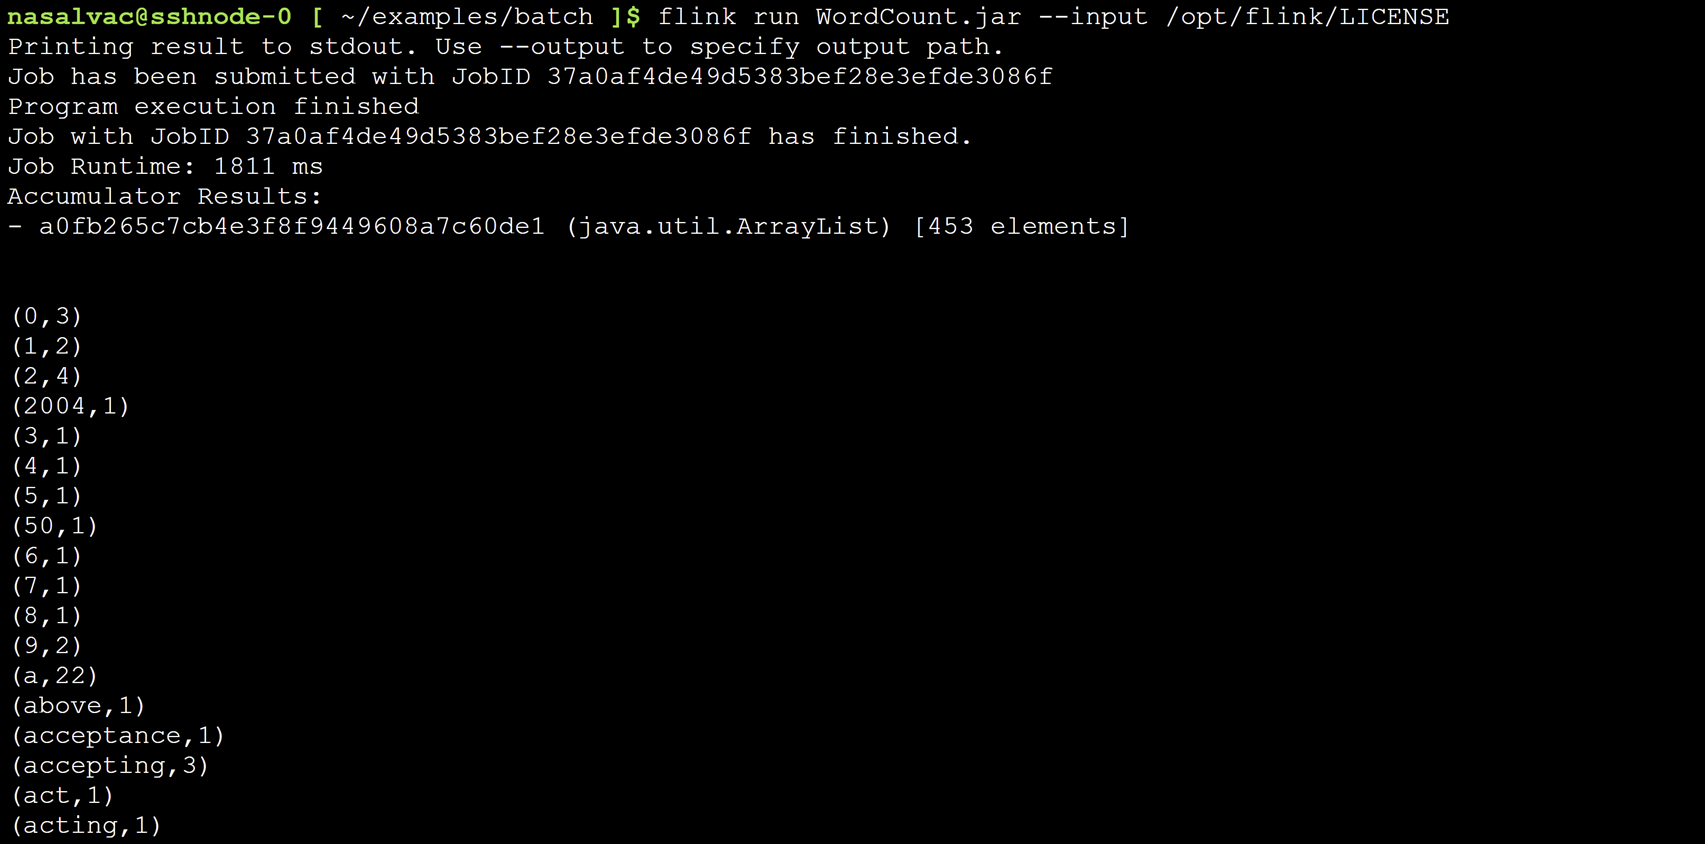 nasalvac@sshnode-0 [ ~/examples/batch ]$ flink run WordCount.jar --input /opt/flink/LICENSE
Printing result to stdout. Use --output to specify output path.
Job has been submitted with JobID 37a0af4de49d5383bef28e3efde3086f
Program execution finished
Job with JobID 37a0af4de49d5383bef28e3efde3086f has finished.
Job Runtime: 1811 ms
Accumulator Results:
- a0fb265c7cb4e3f8f9449608a7c60de1 (java.util.ArrayList) [453 elements]
(0,3)
(1,2)
(2,4)
(2004,1)
(3,1)
(4,1)
(5,1)
(50,1)
(6,1)
(7,1)
(8,1)
(9,2)
(a,22)
(above,1)
(acceptance,1)
(accepting,3)
(act,1)
(acting,1)